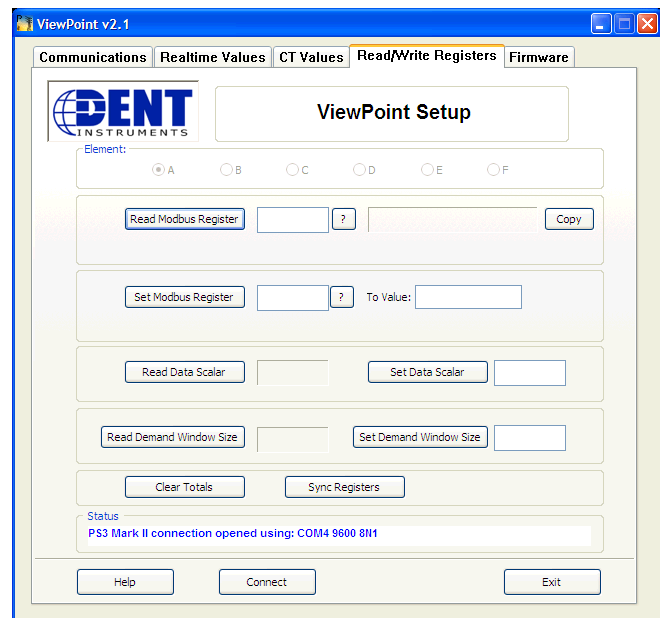 ViewPoint v2.1
Communications Realtime Values CT Values Read/Write Registers Firmware
DENT
INSTRUMENTS
ViewPoint Setup
Element:
A B C D E F
Read Modbus Register ? Copy
Set Modbus Register ? To Value:
Read Data Scalar Set Data Scalar
Read Demand Window Size Set Demand Window Size
Clear Totals Sync Registers
Status
PS3 Mark II connection opened using: COM4 9600 8N1
Help Connect Exit